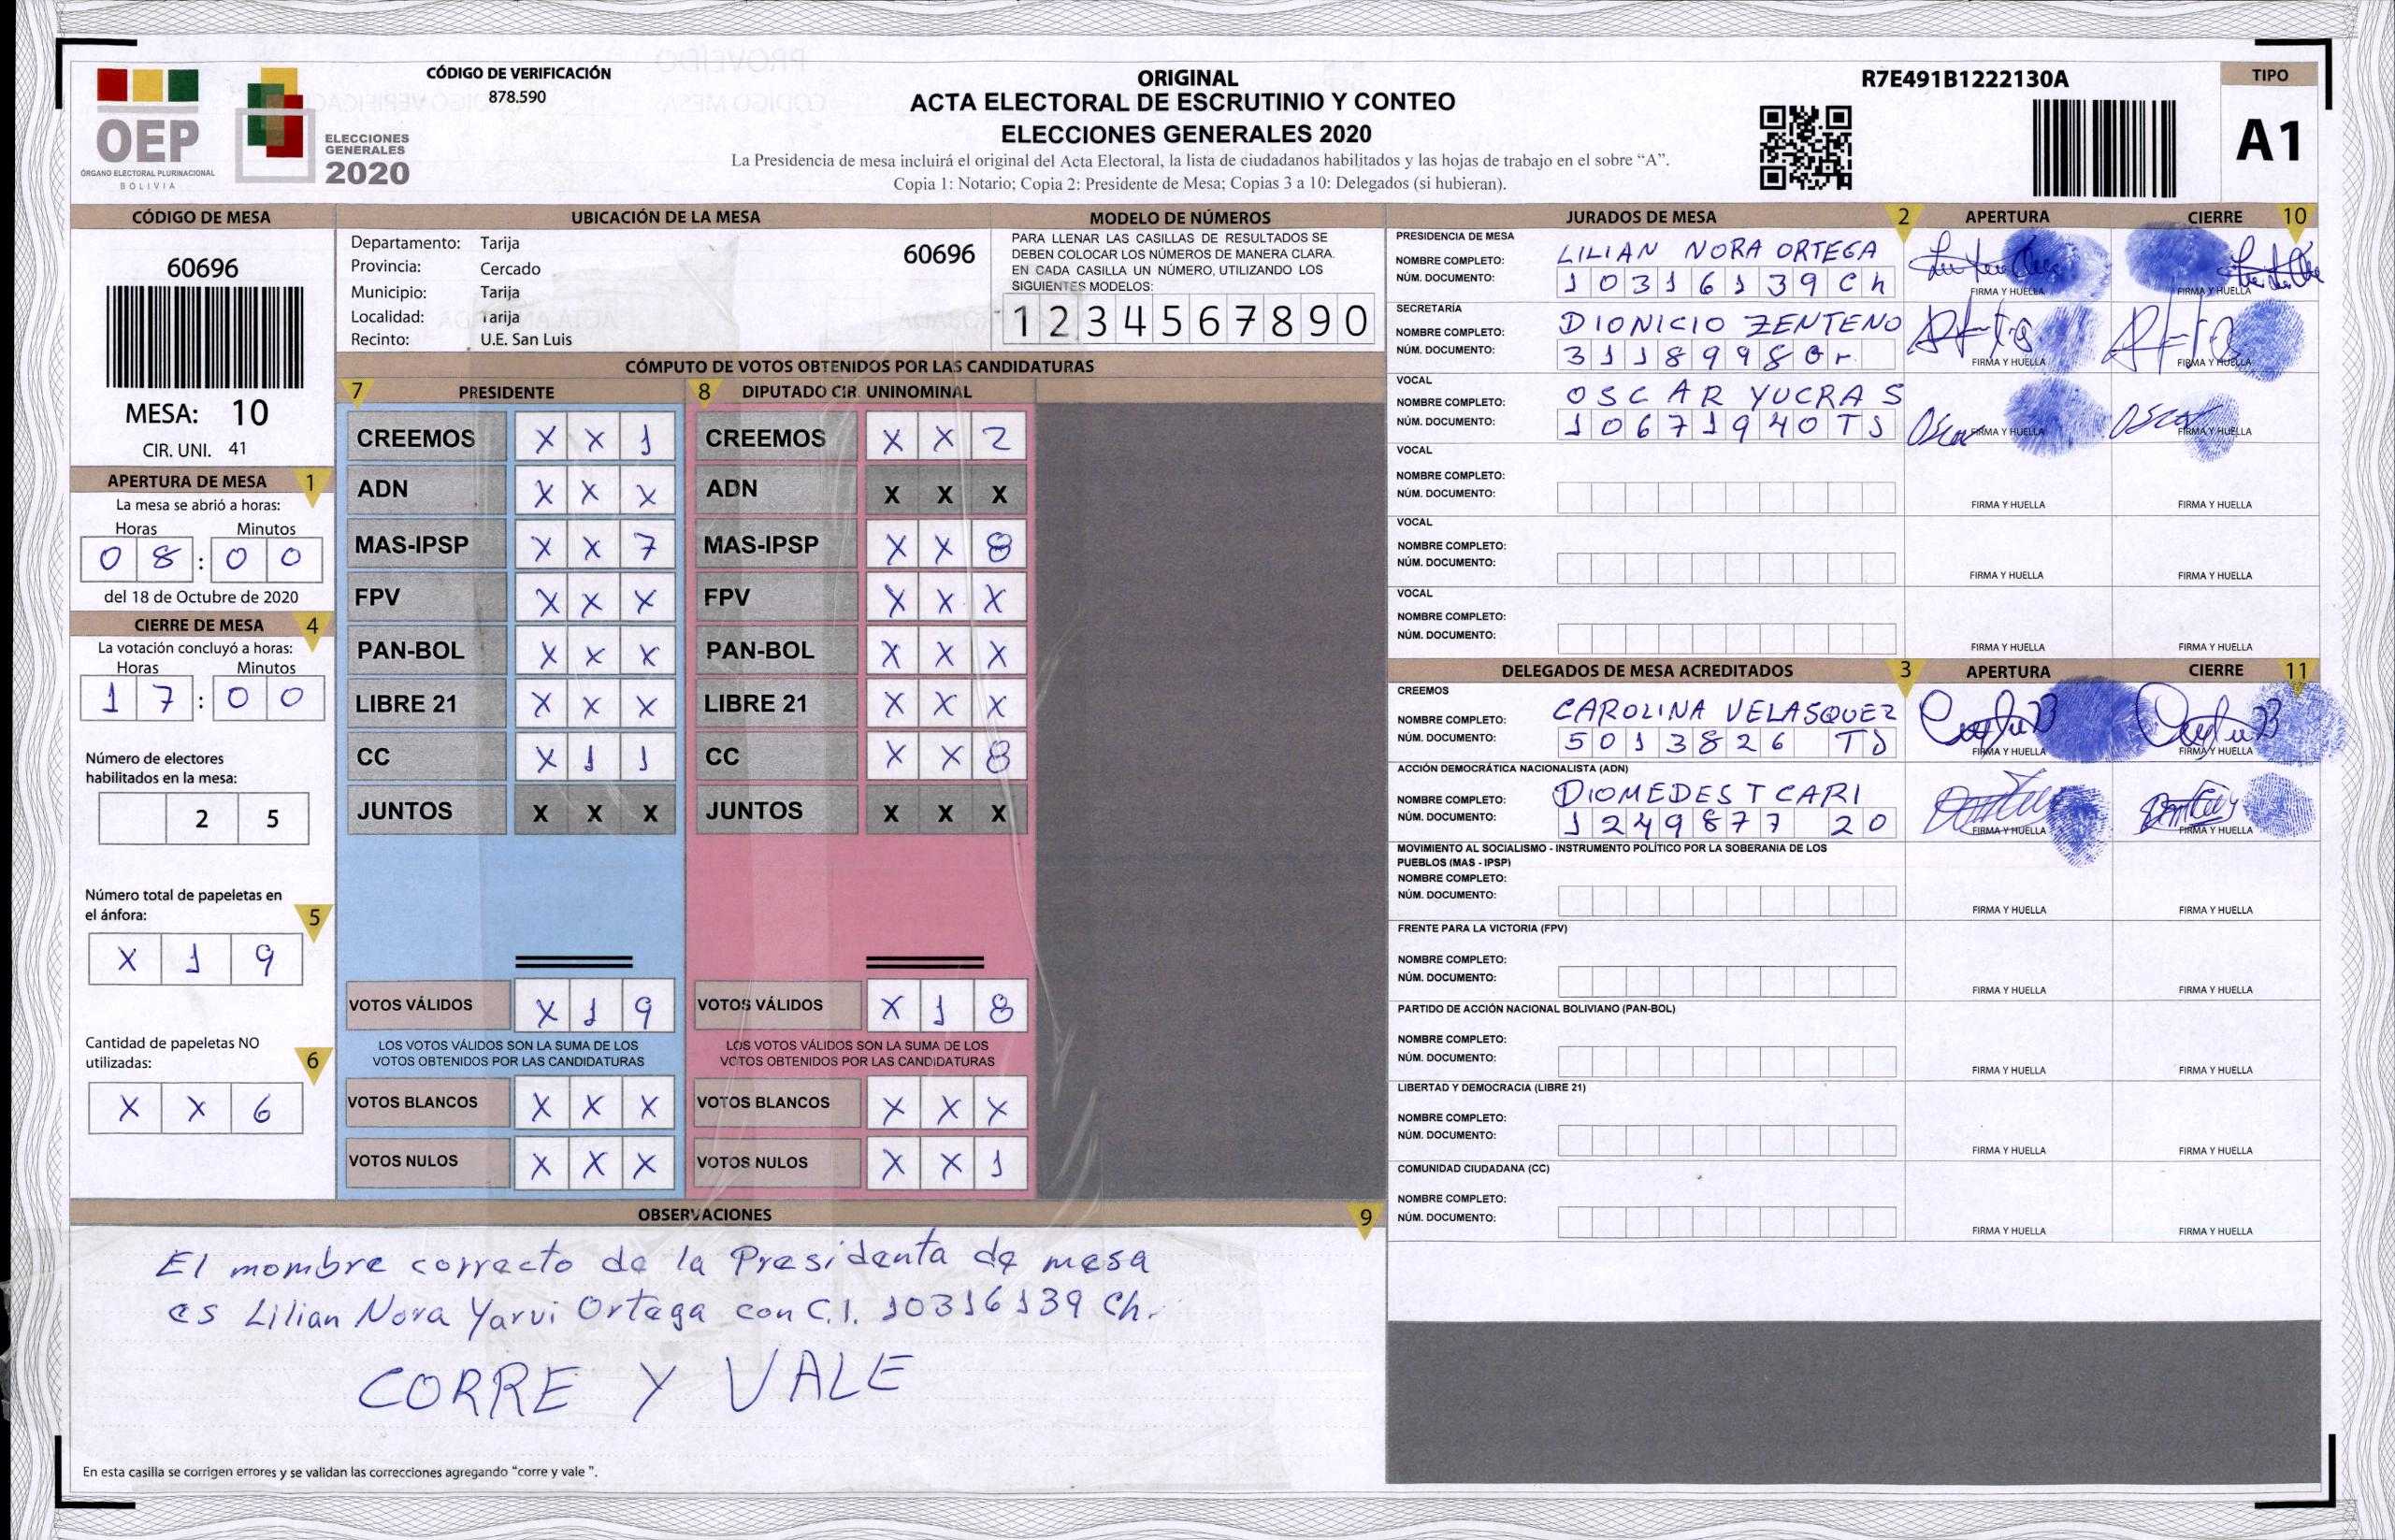 CÓDIGO DE VERIFICACIÓN
878.590
OEP
ÓRGANO ELECTORAL PLURINACIONAL
BOLIVIA
ELECCIONES
GENERALES
2020
ORIGINAL
ACTA ELECTORAL DE ESCRUTINIO Y CONTEO
ELECCIONES GENERALES 2020
La Presidencia de mesa incluirá el original del Acta Electoral, la lista de ciudadanos habilitados y las hojas de trabajo en el sobre “A”.
Copia 1: Notario; Copia 2: Presidente de Mesa; Copias 3 a 10: Delegados (si hubieran).
R7E491B1222130A
TIPO
A1
CÓDIGO DE MESA
60696
MESA: 10
CIR. UNI. 41
APERTURA DE MESA 1
La mesa se abrió a horas:
Horas Minutos
0 8 : 0 0
del 18 de Octubre de 2020
CIERRE DE MESA 4
La votación concluyó a horas:
Horas Minutos
1 7 : 0 0
Número de electores
habilitados en la mesa:
2 5
Número total de papeletas en
el ánfora: 5
X 1 9
Cantidad de papeletas NO
utilizadas: 6
X X 6
UBICACIÓN DE LA MESA
Departamento: Tarija 60696
Provincia: Cercado
Municipio: Tarija
Localidad: Tarija
Recinto: U.E. San Luis
MODELO DE NÚMEROS
PARA LLENAR LAS CASILLAS DE RESULTADOS SE
DEBEN COLOCAR LOS NÚMEROS DE MANERA CLARA.
EN CADA CASILLA UN NÚMERO, UTILIZANDO LOS
SIGUIENTES MODELOS:
1 2 3 4 5 6 7 8 9 0
CÓMPUTO DE VOTOS OBTENIDOS POR LAS CANDIDATURAS
7 PRESIDENTE 8 DIPUTADO CIR. UNINOMINAL
CREEMOS X X 1 CREEMOS X X 2
ADN X X X ADN X X X
MAS-IPSP X X 7 MAS-IPSP X X 8
FPV X X X FPV X X X
PAN-BOL X X X PAN-BOL X X X
LIBRE 21 X X X LIBRE 21 X X X
CC X 1 1 CC X X 8
JUNTOS X X X JUNTOS X X X
VOTOS VÁLIDOS X 1 9 VOTOS VÁLIDOS X 1 8
LOS VOTOS VÁLIDOS SON LA SUMA DE LOS LOS VOTOS VÁLIDOS SON LA SUMA DE LOS
VOTOS OBTENIDOS POR LAS CANDIDATURAS VOTOS OBTENIDOS POR LAS CANDIDATURAS
VOTOS BLANCOS X X X VOTOS BLANCOS X X X
VOTOS NULOS X X X VOTOS NULOS X X 1
OBSERVACIONES 9
El mombre correcto de la Presidenta de mesa
es Lilian Nora Yarvi Ortega con C.I. 10316139 Ch.
CORRE Y VALE
En esta casilla se corrigen errores y se validan las correcciones agregando “corre y vale ”.
JURADOS DE MESA 2 APERTURA CIERRE 10
PRESIDENCIA DE MESA
NOMBRE COMPLETO: LILIAN NORA ORTEGA
NÚM. DOCUMENTO: 10316139Ch FIRMA Y HUELLA FIRMA Y HUELLA
SECRETARÍA
NOMBRE COMPLETO: DIONICIO ZENTENO
NÚM. DOCUMENTO: 3118998Or. FIRMA Y HUELLA FIRMA Y HUELLA
VOCAL
NOMBRE COMPLETO: OSCAR YUCRA S
NÚM. DOCUMENTO: 10671940TJ Oscar FIRMA Y HUELLA Oscar FIRMA Y HUELLA
VOCAL
NOMBRE COMPLETO:
NÚM. DOCUMENTO: FIRMA Y HUELLA FIRMA Y HUELLA
VOCAL
NOMBRE COMPLETO:
NÚM. DOCUMENTO: FIRMA Y HUELLA FIRMA Y HUELLA
VOCAL
NOMBRE COMPLETO:
NÚM. DOCUMENTO: FIRMA Y HUELLA FIRMA Y HUELLA
DELEGADOS DE MESA ACREDITADOS 3 APERTURA CIERRE 11
CREEMOS
NOMBRE COMPLETO: CAROLINA VELASQUEZ
NÚM. DOCUMENTO: 5013826 TJ FIRMA Y HUELLA FIRMA Y HUELLA
ACCIÓN DEMOCRÁTICA NACIONALISTA (ADN)
NOMBRE COMPLETO: DIOMEDES T CARI
NÚM. DOCUMENTO: 1249877 20 FIRMA Y HUELLA FIRMA Y HUELLA
MOVIMIENTO AL SOCIALISMO - INSTRUMENTO POLÍTICO POR LA SOBERANIA DE LOS
PUEBLOS (MAS - IPSP)
NOMBRE COMPLETO:
NÚM. DOCUMENTO: FIRMA Y HUELLA FIRMA Y HUELLA
FRENTE PARA LA VICTORIA (FPV)
NOMBRE COMPLETO:
NÚM. DOCUMENTO: FIRMA Y HUELLA FIRMA Y HUELLA
PARTIDO DE ACCIÓN NACIONAL BOLIVIANO (PAN-BOL)
NOMBRE COMPLETO:
NÚM. DOCUMENTO: FIRMA Y HUELLA FIRMA Y HUELLA
LIBERTAD Y DEMOCRACIA (LIBRE 21)
NOMBRE COMPLETO:
NÚM. DOCUMENTO: FIRMA Y HUELLA FIRMA Y HUELLA
COMUNIDAD CIUDADANA (CC)
NOMBRE COMPLETO:
NÚM. DOCUMENTO: FIRMA Y HUELLA FIRMA Y HUELLA